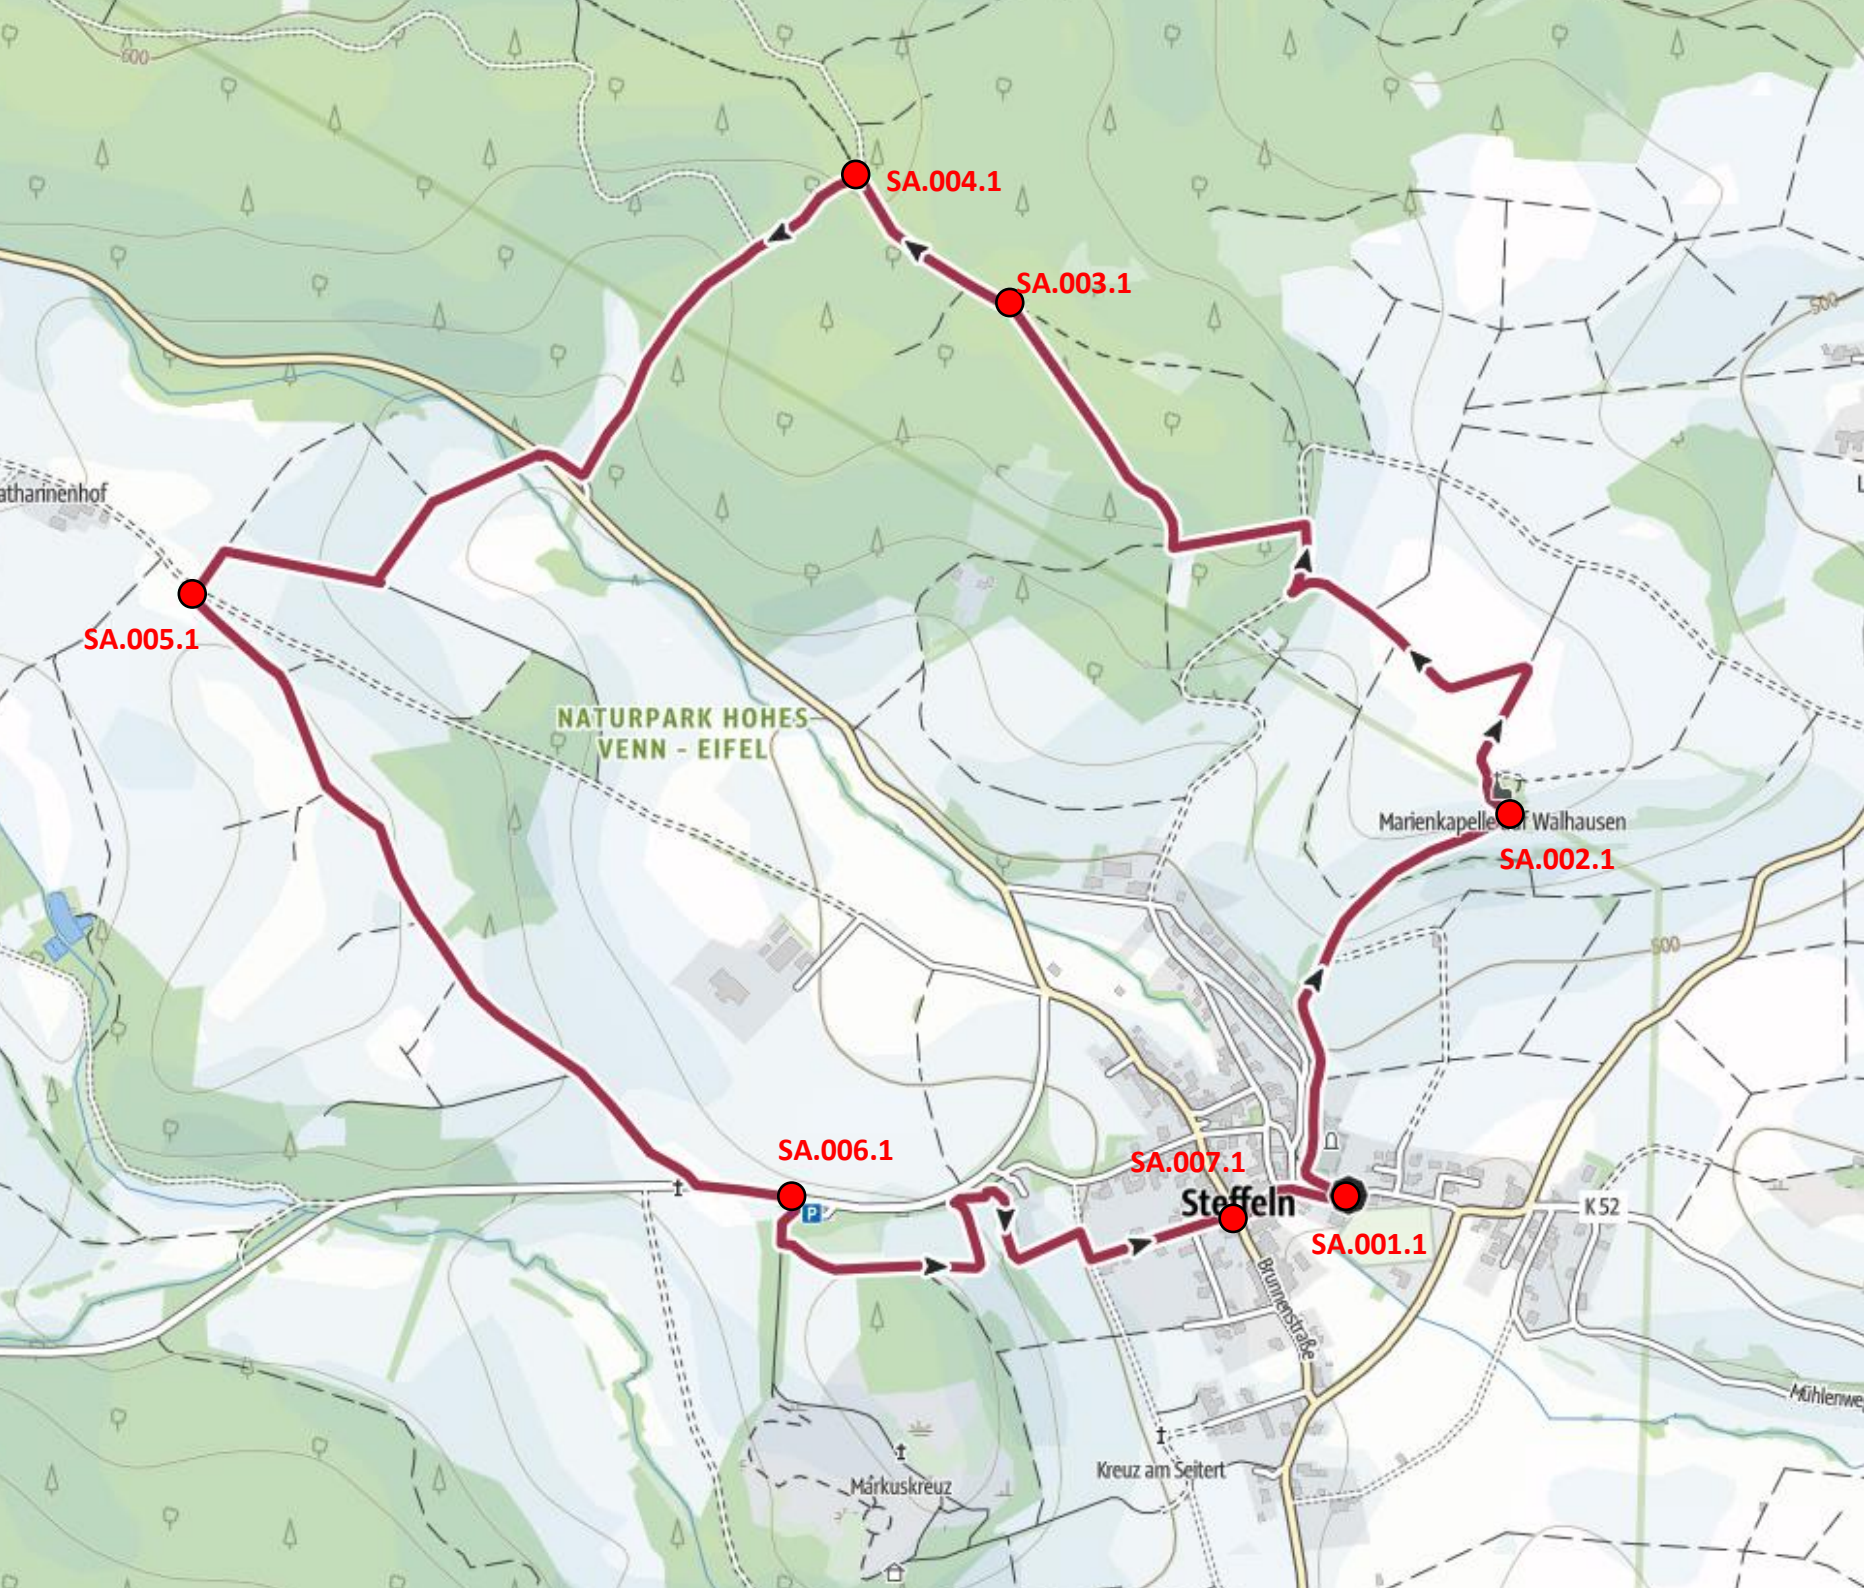 600
SA.004.1
SA.003.1
500
atharinenhof
L
SA.005.1
NATURPARK HOHES
VENN - EIFEL
Marienkapelle auf Walhausen
SA.002.1
500
SA.006.1
SA.007.1
Steffeln
P
K 52
SA.001.1
Brunnenstraße
Mühlenwe
Kreuz am Seitert
Markuskreuz